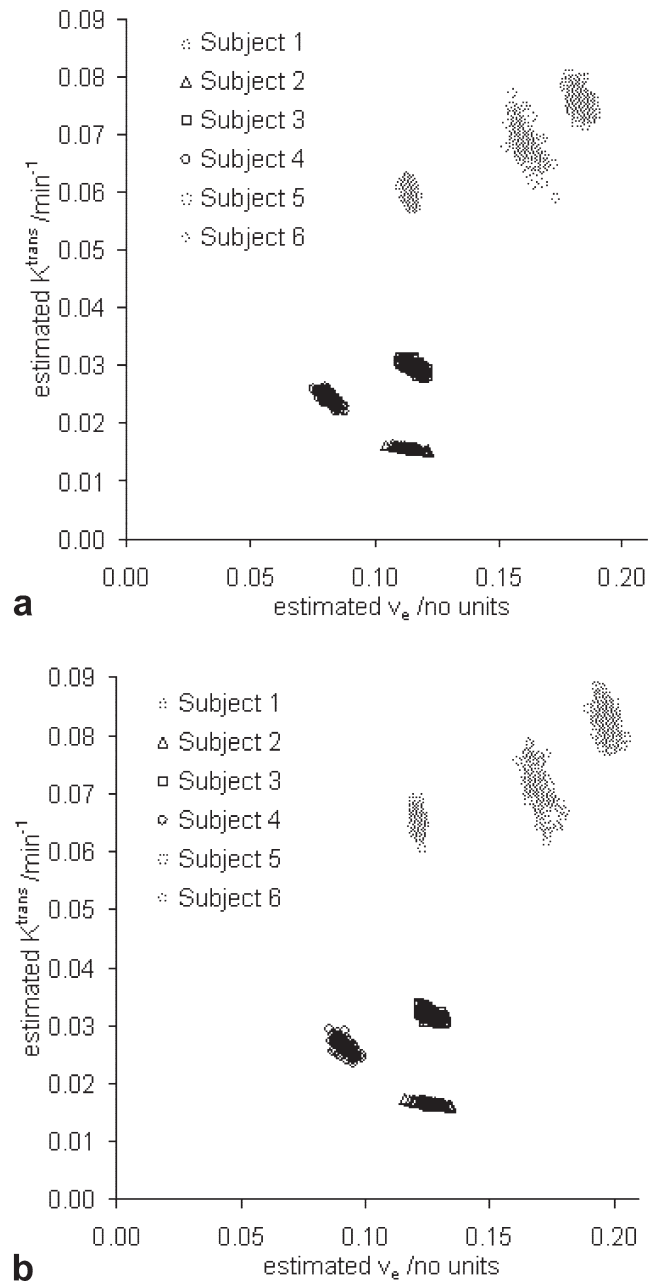 0.09
0.08
0.07
0.06
0.05
0.04
0.03
0.02
0.01
0.00
estimated K^trans /min^-1
Subject 1
Subject 2
Subject 3
Subject 4
Subject 5
Subject 6
0.00 0.05 0.10 0.15 0.20
estimated v_e /no units
a
0.09
0.08
0.07
0.06
0.05
0.04
0.03
0.02
0.01
0.00
estimated K^trans /min^-1
Subject 1
Subject 2
Subject 3
Subject 4
Subject 5
Subject 6
0.00 0.05 0.10 0.15 0.20
estimated v_e /no units
b